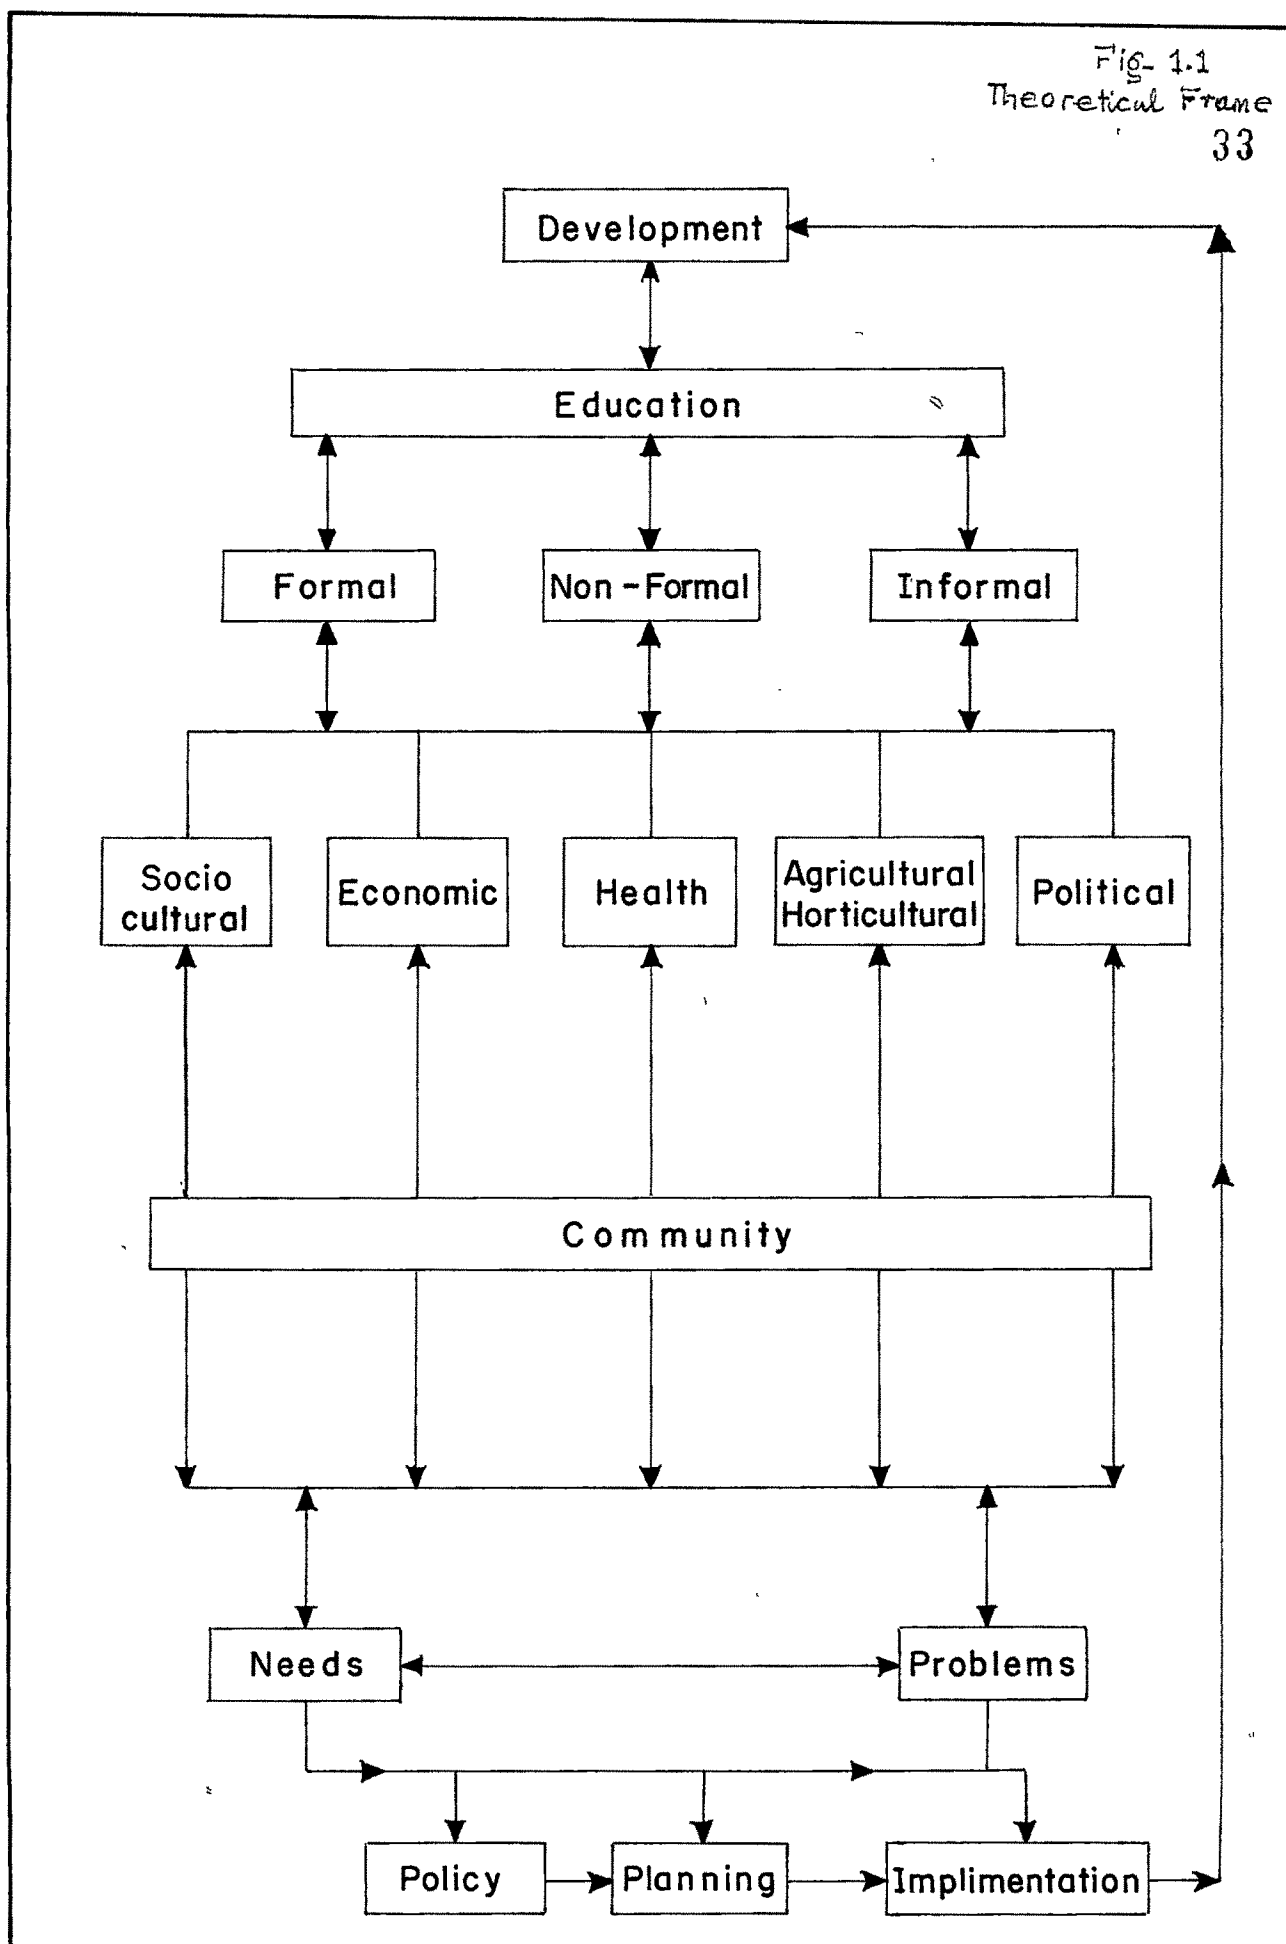 Fig- 1.1
Theoretical Frame
33
Development
Education
Formal
Non-Formal
Informal
Socio
cultural
Economic
Health
Agricultural
Horticultural
Political
Community
Needs
Problems
Policy
Planning
Implimentation